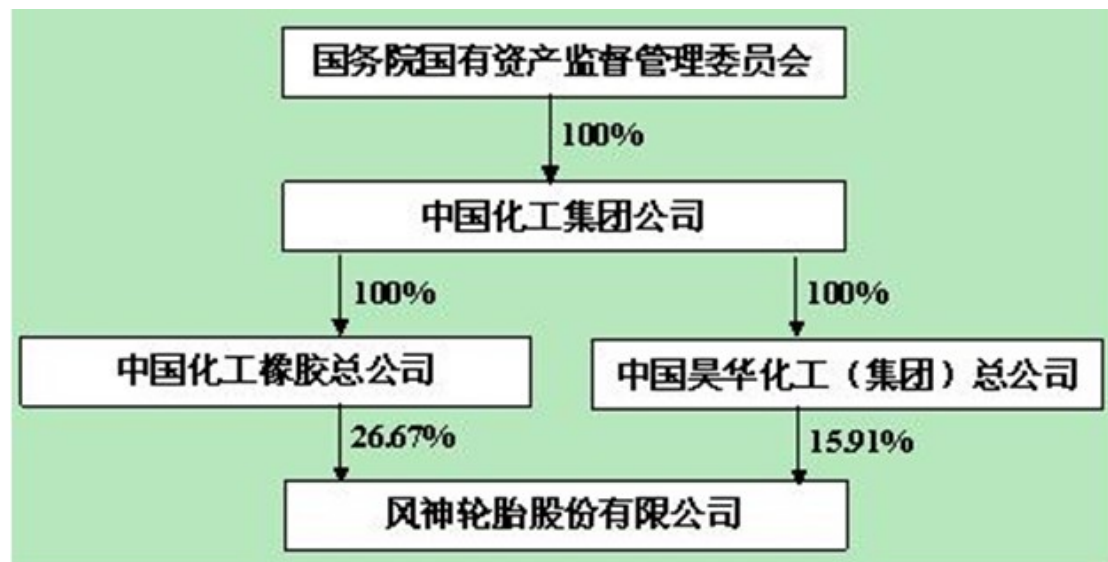 国务院国有资产监督管理委员会
100%
中国化工集团公司
100%
100%
中国化工橡胶总公司
中国昊华化工（集团）总公司
26.67%
15.91%
风神轮胎股份有限公司